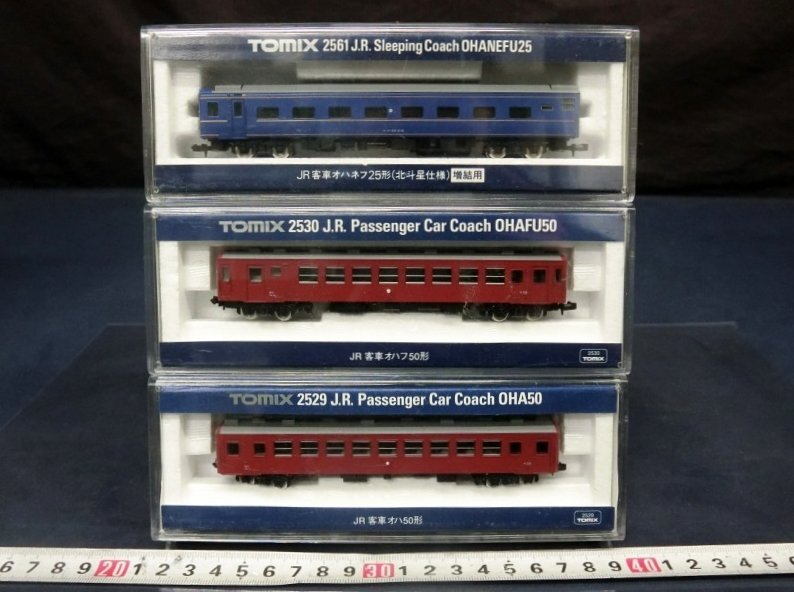 TOMIX 2561 J.R. Sleeping Coach OHANEFU25
JR 客車オハネフ25形(北斗星仕様) 増結用
TOMIX 2530 J.R. Passenger Car Coach OHAFU50
JR 客車オハフ50形
2530
TOMIX
TOMIX 2529 J.R. Passenger Car Coach OHA50
JR 客車オハ50形
2529
TOMIX
6 7 8 9 20 1 2 3 4 5 6 7 8 9 30 1 2 3 4 5 6 7 8 9 40 1 2 3 4 5 6